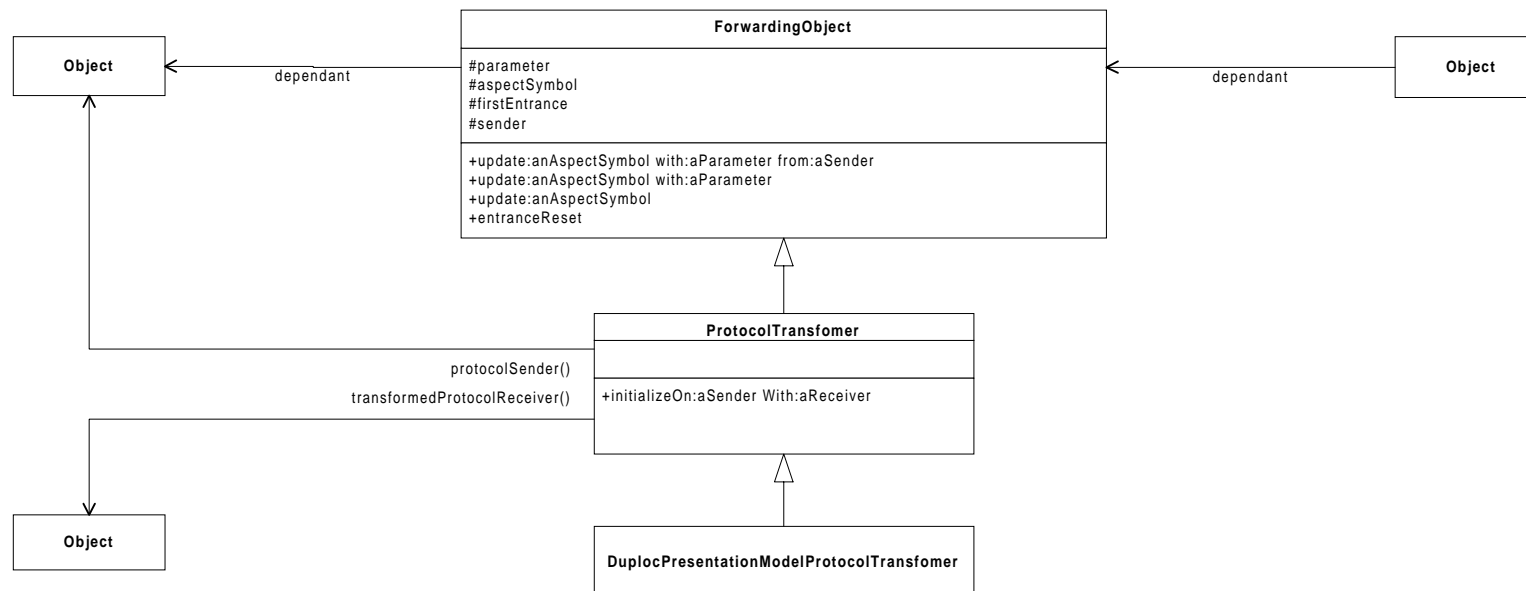 ForwardingObject
Object
dependant
#parameter
#aspectSymbol
#firstEntrance
#sender
dependant
Object
+update:anAspectSymbol with:aParameter from:aSender
+update:anAspectSymbol with:aParameter
+update:anAspectSymbol
+entranceReset
ProtocolTransfomer
protocolSender()
transformedProtocolReceiver()
+initializeOn:aSender With:aReceiver
Object
DuplocPresentationModelProtocolTransfomer